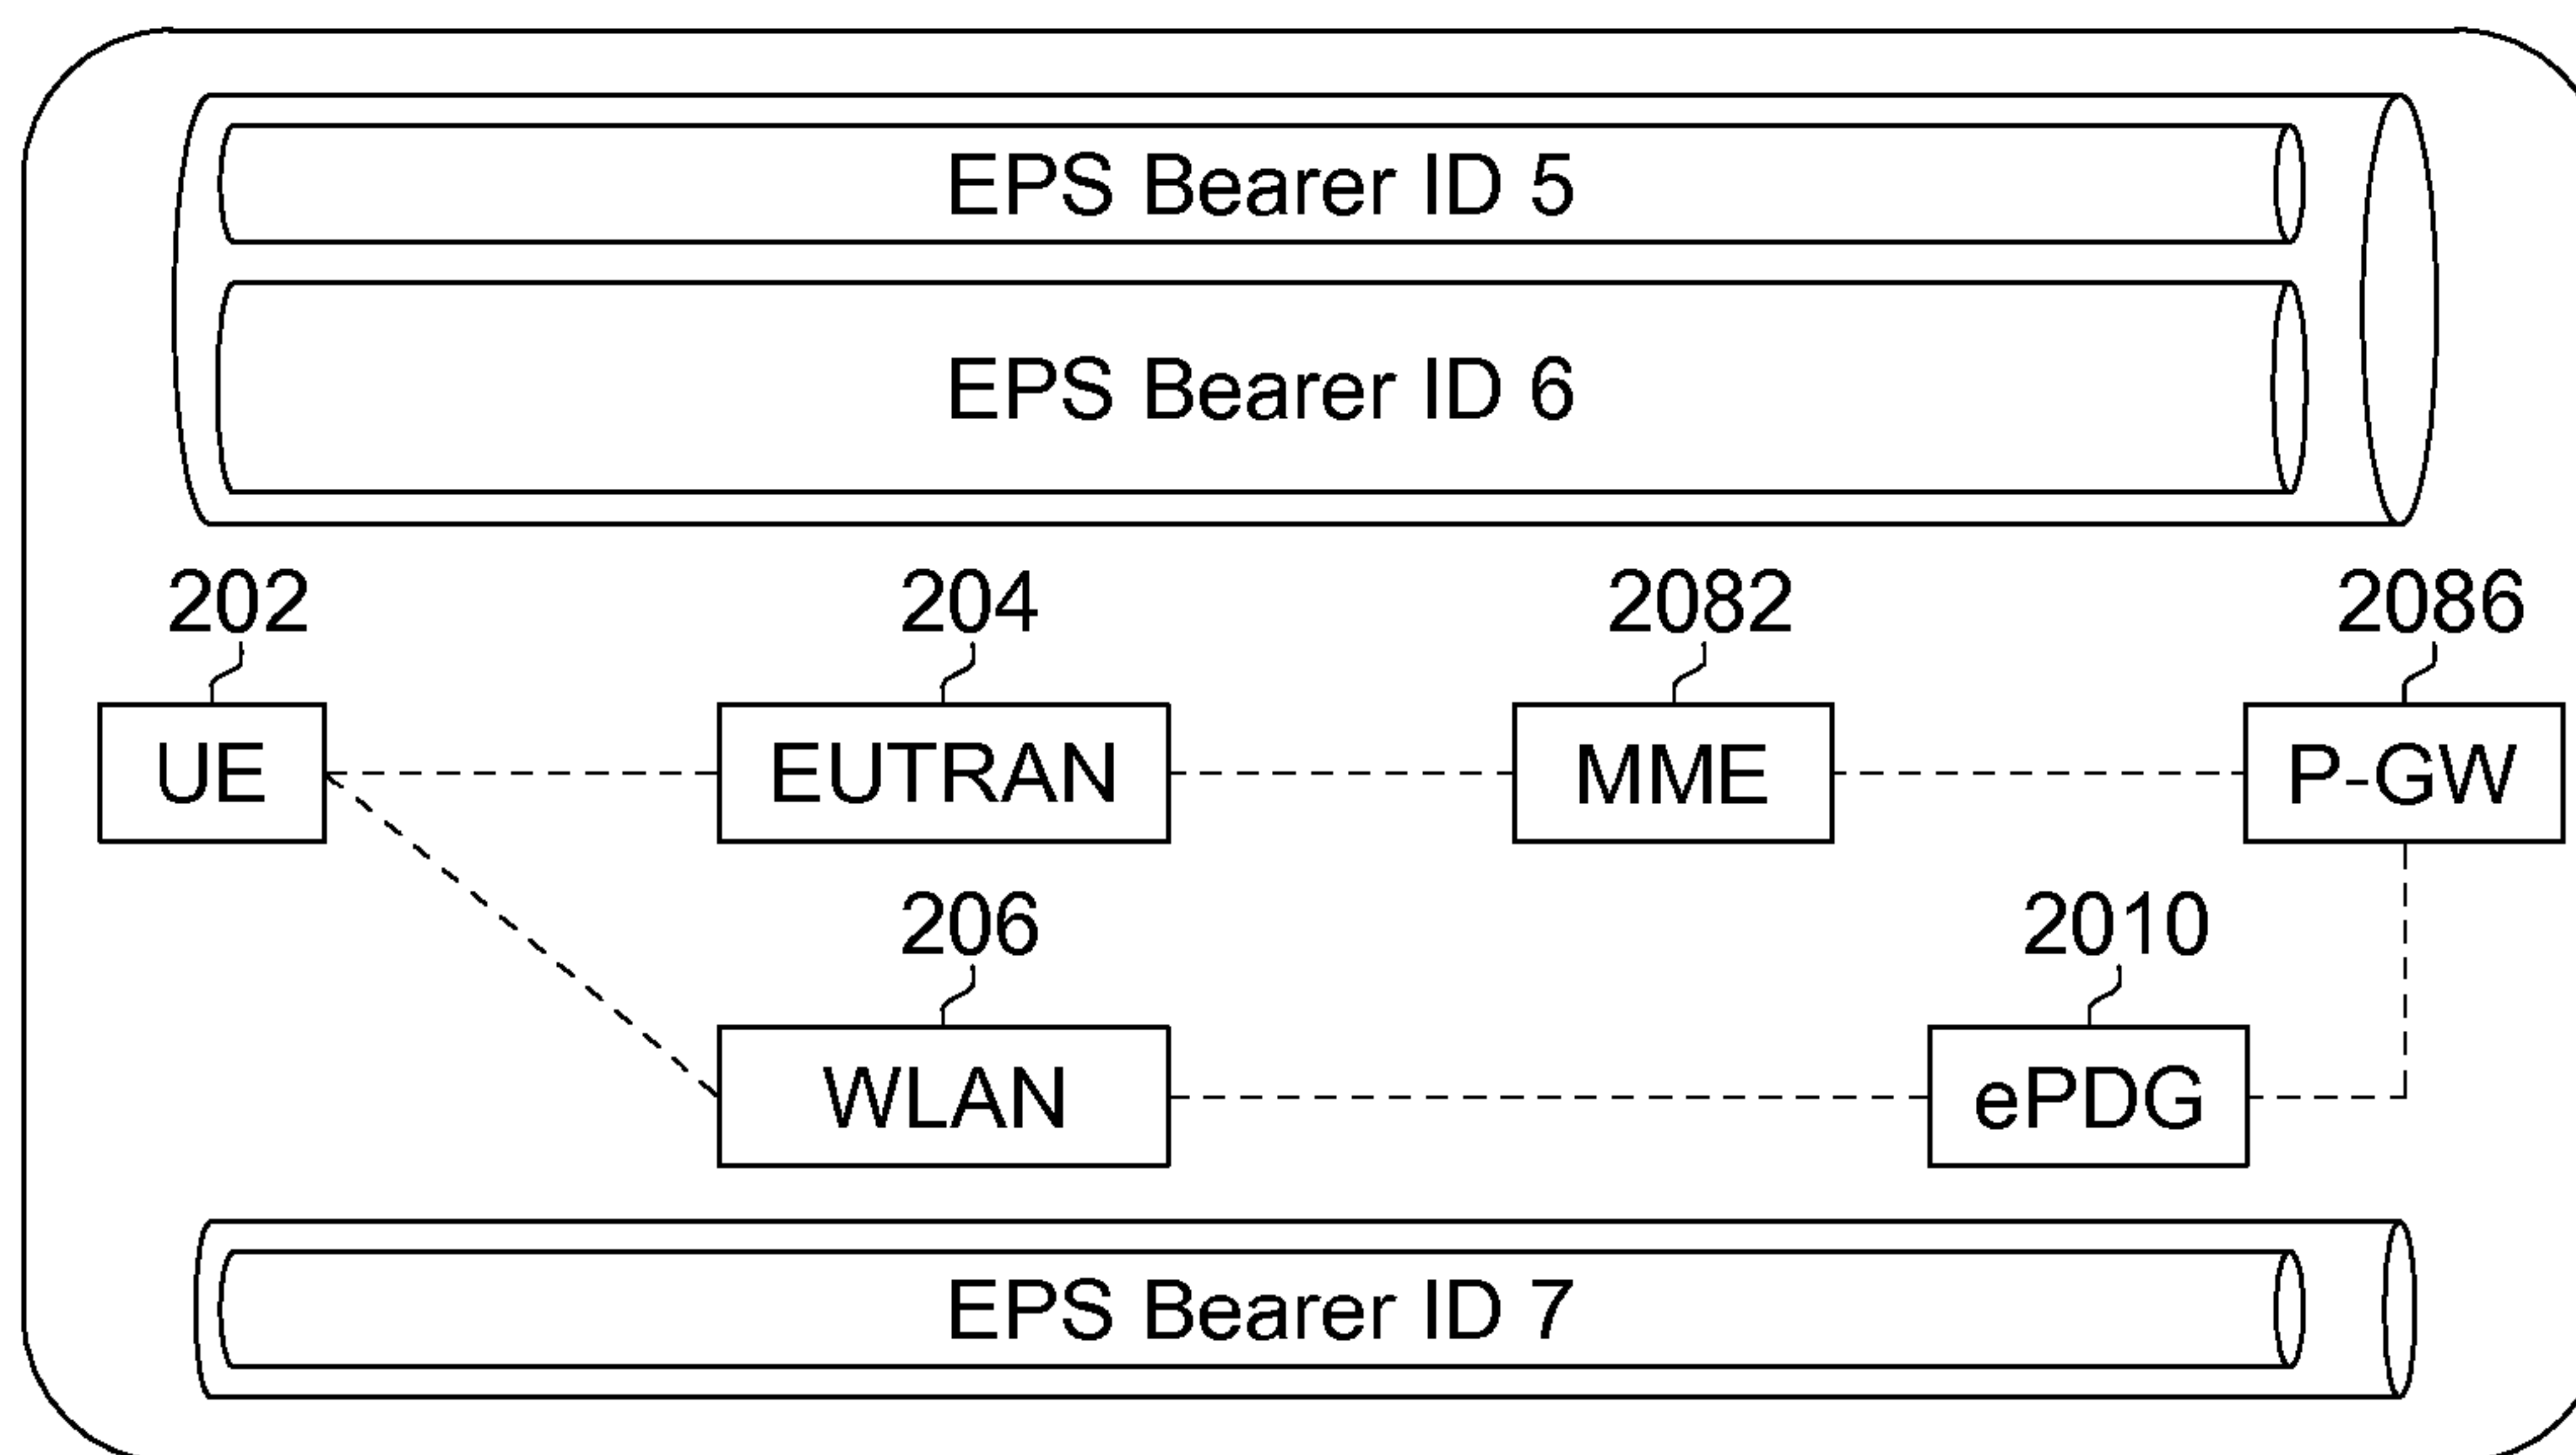 EPS Bearer ID 5
EPS Bearer ID 6
202 204 2082 2086
UE EUTRAN MME P-GW
206 2010
WLAN ePDG
EPS Bearer ID 7